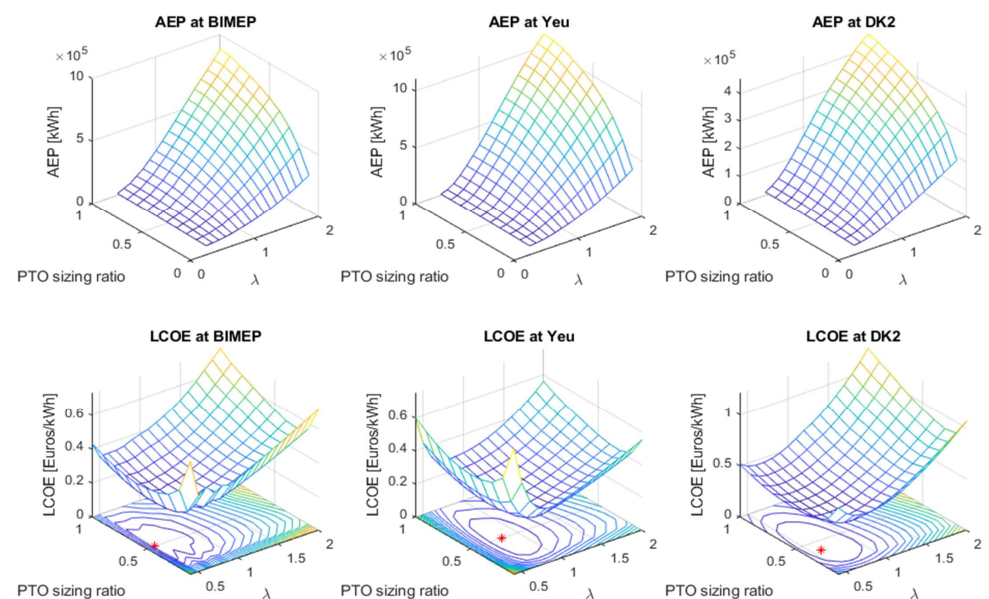 AEP at BIMEP
×10⁵
10
5
0
AEP [kWh]
1
0.5
0
PTO sizing ratio
0
1
2
λ
AEP at Yeu
×10⁵
10
5
0
AEP [kWh]
1
0.5
0
PTO sizing ratio
0
1
2
λ
AEP at DK2
×10⁵
4
3
2
1
0
AEP [kWh]
1
0.5
0
PTO sizing ratio
0
1
2
λ
LCOE at BIMEP
0.6
0.4
0.2
0
LCOE [Euros/kWh]
1
0.5
PTO sizing ratio
0.5
1
1.5
2
λ
LCOE at Yeu
0.6
0.4
0.2
0
LCOE [Euros/kWh]
1
0.5
PTO sizing ratio
0.5
1
1.5
2
λ
LCOE at DK2
1
0.5
0
LCOE [Euros/kWh]
1
0.5
PTO sizing ratio
0.5
1
1.5
2
λ